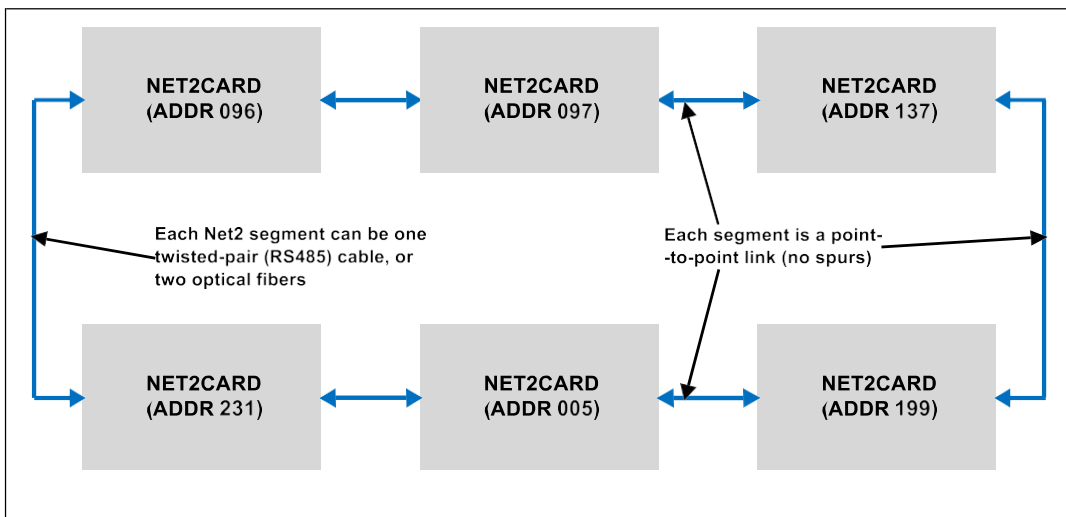 NET2CARD
(ADDR 096)
NET2CARD
(ADDR 097)
NET2CARD
(ADDR 137)
Each Net2 segment can be one
twisted-pair (RS485) cable, or
two optical fibers
Each segment is a point-
-to-point link (no spurs)
NET2CARD
(ADDR 231)
NET2CARD
(ADDR 005)
NET2CARD
(ADDR 199)